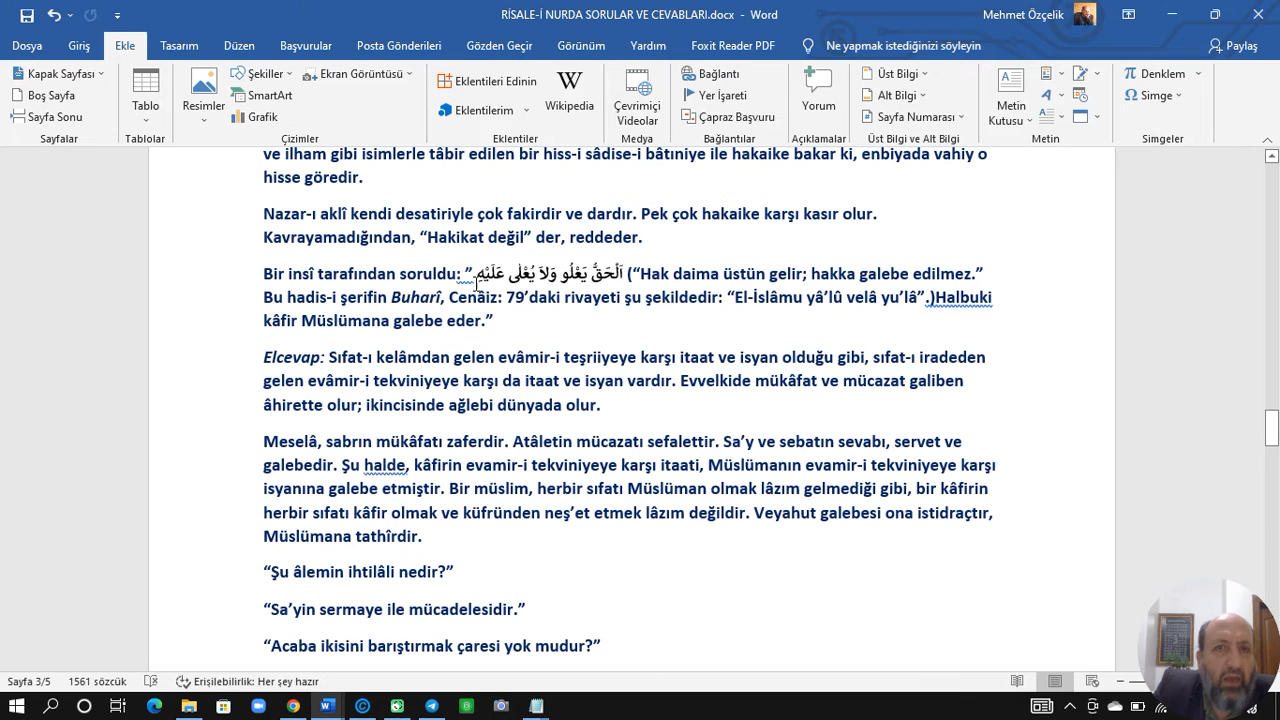 RİSALE-İ NURDA SORULAR VE CEVABLARI.docx - Word
Mehmet Özçelik
Dosya Giriş Ekle Tasarım Düzen Başvurular Posta Gönderileri Gözden Geçir Görünüm Yardım Foxit Reader PDF Ne yapmak istediğinizi söyleyin Paylaş
Kapak Sayfası
Boş Sayfa
Sayfa Sonu
Sayfalar
Tablo
Tablolar
Resimler
Şekiller
SmartArt
Grafik
Ekran Görüntüsü
Çizimler
Eklentileri Edinin
Eklentilerim
Wikipedia
Eklentiler
Çevrimiçi
Videolar
Medya
Bağlantı
Yer İşareti
Çapraz Başvuru
Bağlantılar
Yorum
Açıklamalar
Üst Bilgi
Alt Bilgi
Sayfa Numarası
Üst Bilgi ve Alt Bilgi
Metin
Kutusu
Metin
Denklem
Simge
Simgeler
ve ilham gibi isimlerle tâbir edilen bir hiss-i sâdise-i bâtıniye ile hakaike bakar ki, enbiyada vahiy o
hisse göredir.
Nazar-ı aklî kendi desatiriyle çok fakirdir ve dardır. Pek çok hakaike karşı kasır olur.
Kavrayamadığından, “Hakikat değil” der, reddeder.
Bir insî tarafından soruldu: ”اَلْحَقُّ يَعْلُو وَلاَ يُعْلٰى عَلَيْهِ (“Hak daima üstün gelir; hakka galebe edilmez.”
Bu hadis-i şerifin Buharî, Cenâiz: 79’daki rivayeti şu şekildedir: “El-İslâmu yâ’lû velâ yu’lâ”.)Halbuki
kâfir Müslümana galebe eder.”
Elcevap: Sıfat-ı kelâmdan gelen evâmir-i teşriiyeye karşı itaat ve isyan olduğu gibi, sıfat-ı iradeden
gelen evâmir-i tekviniyeye karşı da itaat ve isyan vardır. Evvelkide mükâfat ve mücazat galiben
âhirette olur; ikincisinde ağlebi dünyada olur.
Meselâ, sabrın mükâfatı zaferdir. Atâletin mücazatı sefalettir. Sa’y ve sebatın sevabı, servet ve
galebedir. Şu halde, kâfirin evamir-i tekviniyeye karşı itaati, Müslümanın evamir-i tekviniyeye karşı
isyanına galebe etmiştir. Bir müslim, herbir sıfatı Müslüman olmak lâzım gelmediği gibi, bir kâfirin
herbir sıfatı kâfir olmak ve küfründen neş’et etmek lâzım değildir. Veyahut galebesi ona istidraçtır,
Müslümana tathîrdir.
“Şu âlemin ihtilâli nedir?”
“Sa’yin sermaye ile mücadelesidir.”
“Acaba ikisini barıştırmak çaresi yok mudur?”
Sayfa 3/5 1561 sözcük Erişilebilirlik: Her şey hazır